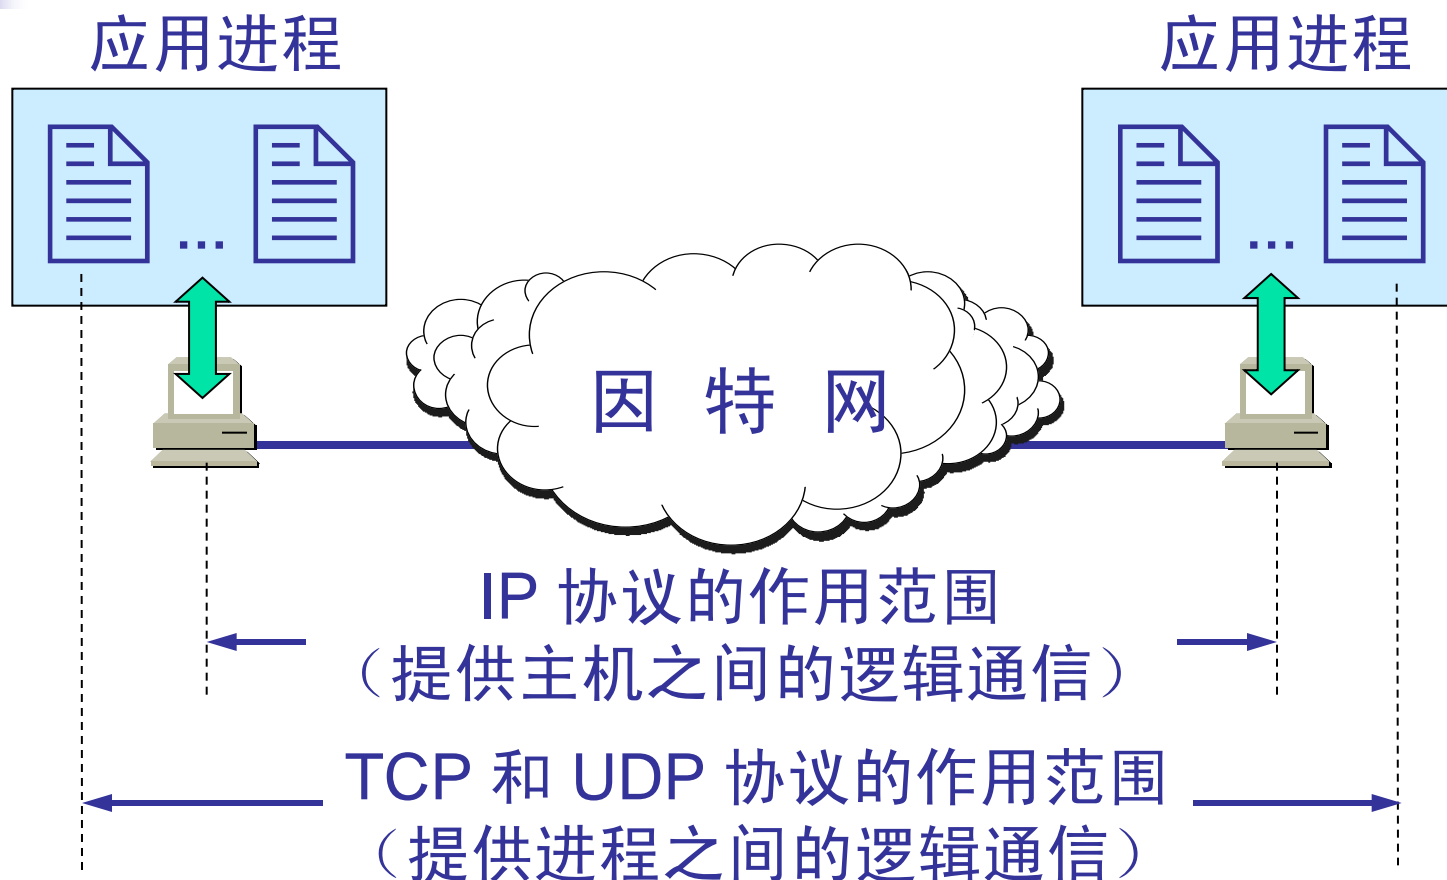 应用进程
应用进程
...
...
因 特 网
IP 协议的作用范围
（提供主机之间的逻辑通信）
TCP 和 UDP 协议的作用范围
（提供进程之间的逻辑通信）